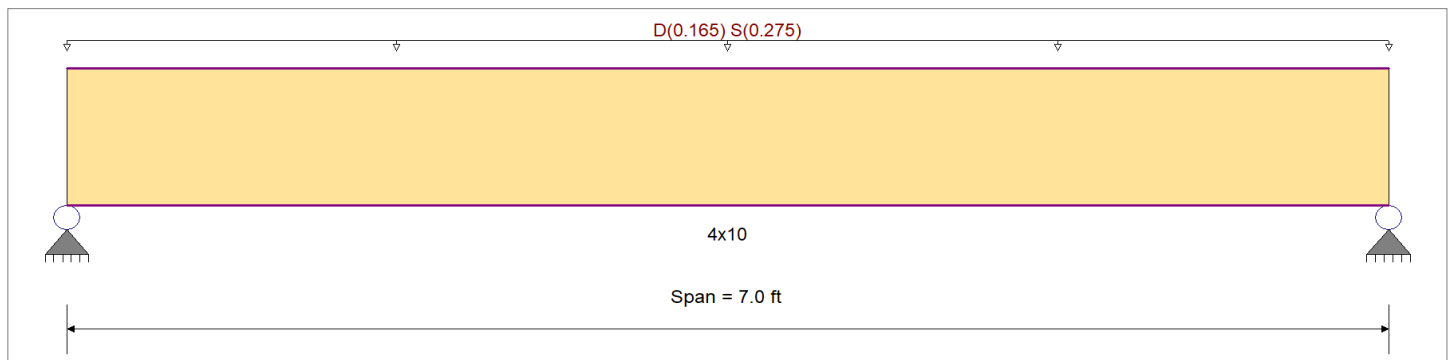 D(0.165) S(0.275)
4x10
Span = 7.0 ft